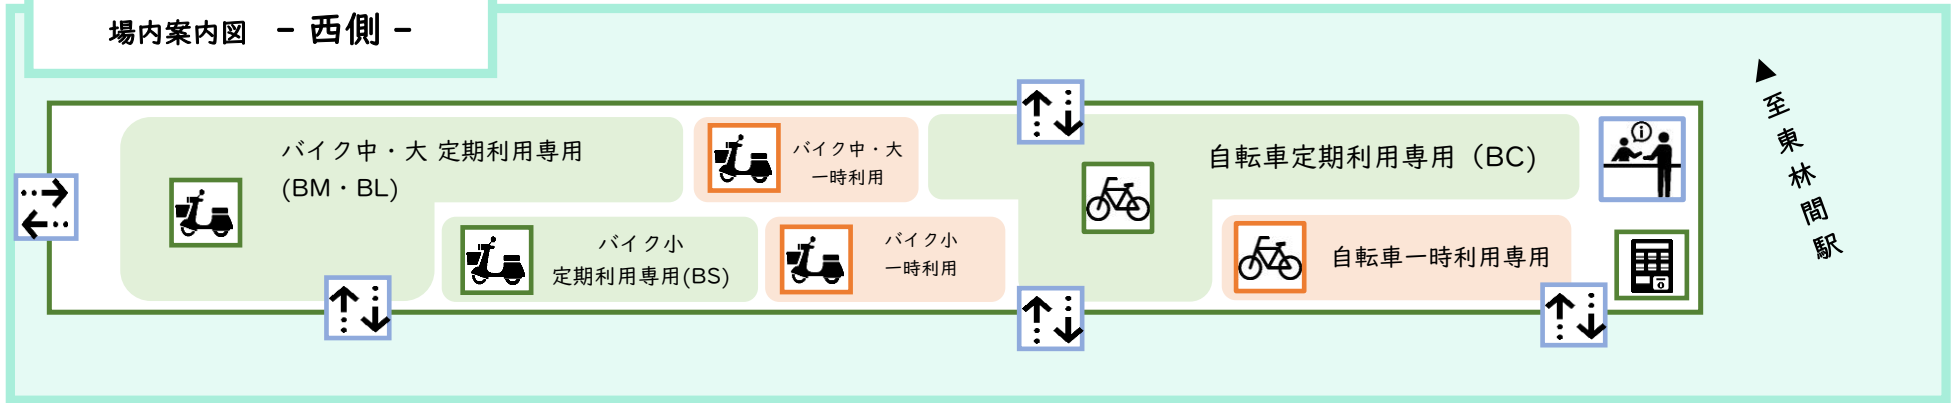 場内案内図 - 西側 -
バイク中・大 定期利用専用
(BM・BL)
バイク中・大
一時利用
自転車定期利用専用（BC)
バイク小
定期利用専用(BS)
バイク小
一時利用
自転車一時利用専用
▲至東林間駅